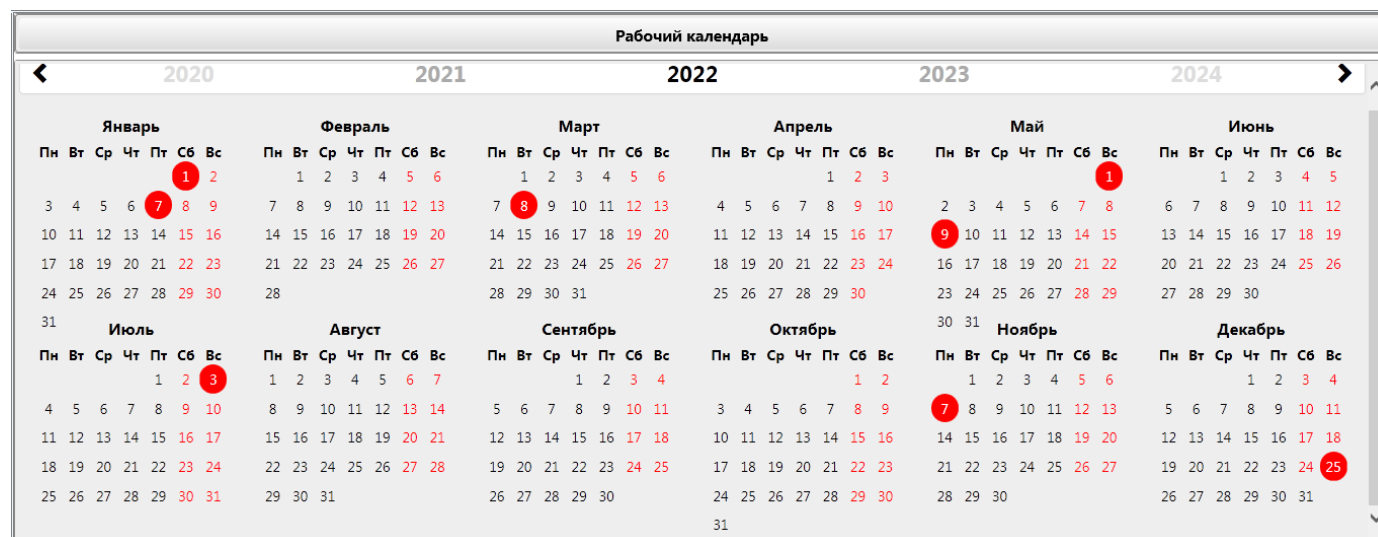 Рабочий календарь
2020 2021 2022 2023 2024
Январь Февраль Март Апрель Май Июнь
Пн Вт Ср Чт Пт Сб Вс Пн Вт Ср Чт Пт Сб Вс Пн Вт Ср Чт Пт Сб Вс Пн Вт Ср Чт Пт Сб Вс Пн Вт Ср Чт Пт Сб Вс Пн Вт Ср Чт Пт Сб Вс
1 2 1 2 3 4 5 6 1 2 3 4 5 6 1 2 3 1 1 2 3 4 5
3 4 5 6 7 8 9 7 8 9 10 11 12 13 7 8 9 10 11 12 13 4 5 6 7 8 9 10 2 3 4 5 6 7 8 6 7 8 9 10 11 12
10 11 12 13 14 15 16 14 15 16 17 18 19 20 14 15 16 17 18 19 20 11 12 13 14 15 16 17 9 10 11 12 13 14 15 13 14 15 16 17 18 19
17 18 19 20 21 22 23 21 22 23 24 25 26 27 21 22 23 24 25 26 27 18 19 20 21 22 23 24 16 17 18 19 20 21 22 20 21 22 23 24 25 26
24 25 26 27 28 29 30 28 28 29 30 31 25 26 27 28 29 30 23 24 25 26 27 28 29 27 28 29 30
31 30 31
Июль Август Сентябрь Октябрь Ноябрь Декабрь
Пн Вт Ср Чт Пт Сб Вс Пн Вт Ср Чт Пт Сб Вс Пн Вт Ср Чт Пт Сб Вс Пн Вт Ср Чт Пт Сб Вс Пн Вт Ср Чт Пт Сб Вс Пн Вт Ср Чт Пт Сб Вс
1 2 3 1 2 3 4 5 6 7 1 2 3 4 1 2 1 2 3 4 5 6 1 2 3 4
4 5 6 7 8 9 10 8 9 10 11 12 13 14 5 6 7 8 9 10 11 3 4 5 6 7 8 9 7 8 9 10 11 12 13 5 6 7 8 9 10 11
11 12 13 14 15 16 17 15 16 17 18 19 20 21 12 13 14 15 16 17 18 10 11 12 13 14 15 16 14 15 16 17 18 19 20 12 13 14 15 16 17 18
18 19 20 21 22 23 24 22 23 24 25 26 27 28 19 20 21 22 23 24 25 17 18 19 20 21 22 23 21 22 23 24 25 26 27 19 20 21 22 23 24 25
25 26 27 28 29 30 31 29 30 31 26 27 28 29 30 24 25 26 27 28 29 30 28 29 30 26 27 28 29 30 31
31